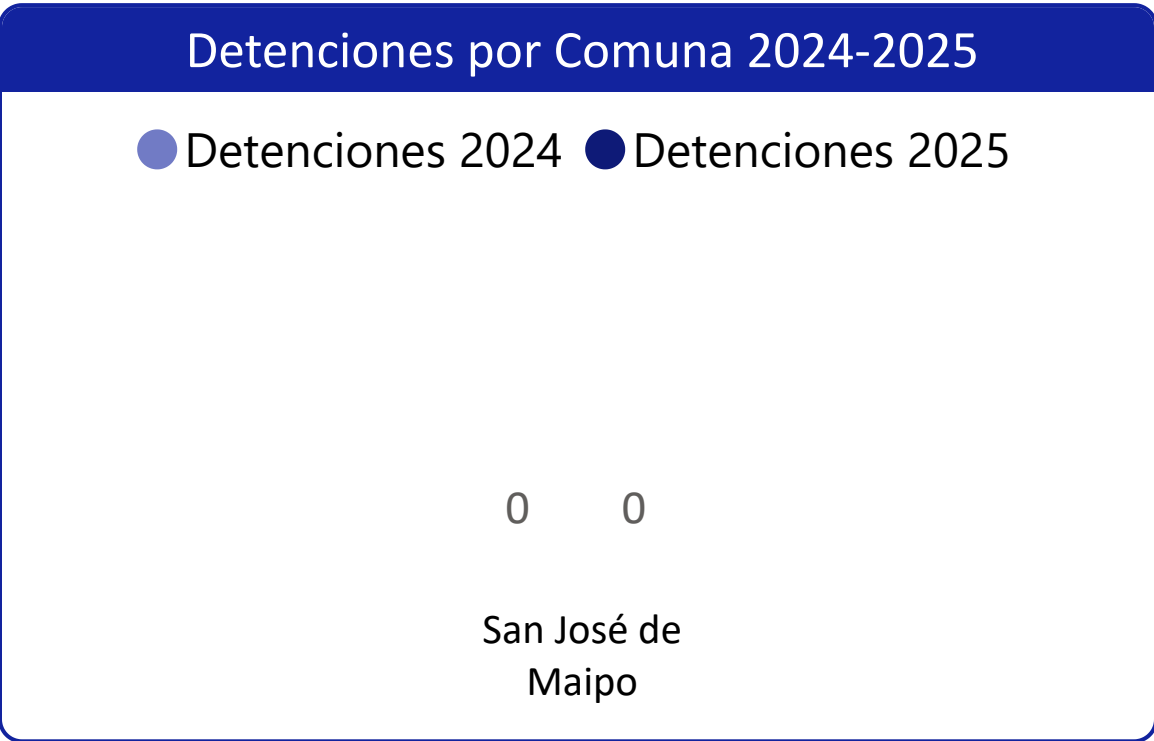 Detenciones por Comuna 2024-2025
Detenciones 2024 Detenciones 2025
0 0
San José de
Maipo